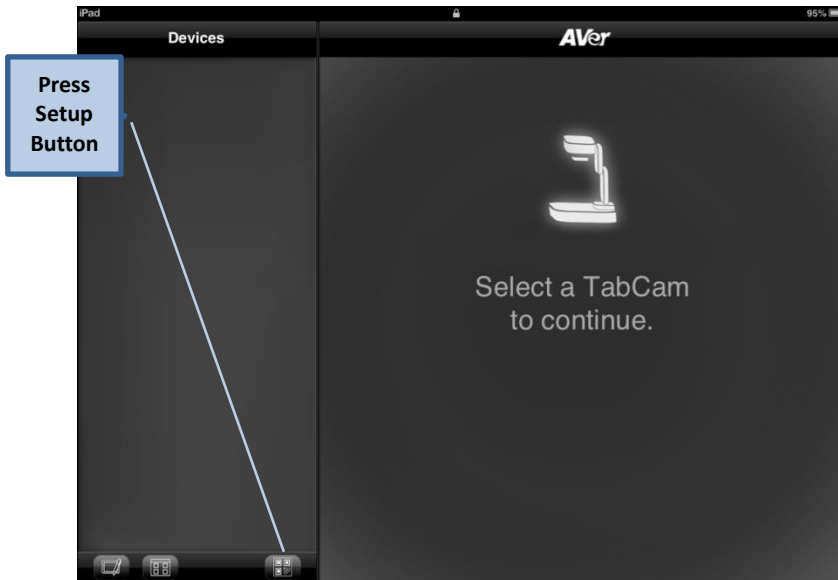 iPad
95%
Devices
AVer
Press
Setup
Button
Select a TabCam
to continue.